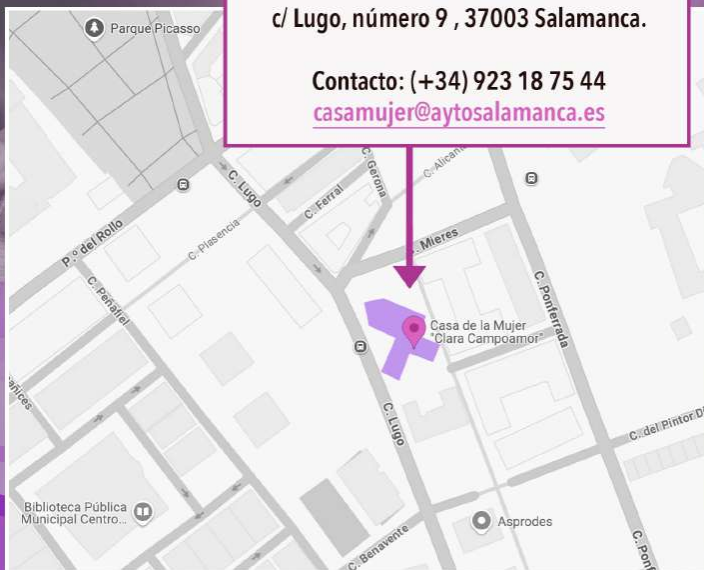 c/ Lugo, número 9 , 37003 Salamanca.
Contacto: (+34) 923 18 75 44
casamujer@aytosalamanca.es
Parque Picasso
C. Lugo
C. Gerona
C. Ferral
C. Plasencia
P.º del Rollo
C. Peñafiel
Mieres
C. Ponferrada
Casa de la Mujer
"Clara Campoamor"
C. Lugo
C. del Pintor
Biblioteca Pública
Municipal Centro...
Asprodes
C. Benavente